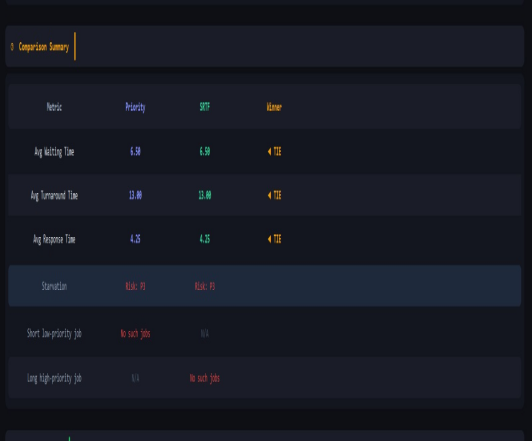 Comparison Summary
Metric Priority SRTF Winner
Avg Waiting Time 6.50 6.50 ◄ TIE
Avg Turnaround Time 13.00 13.00 ◄ TIE
Avg Response Time 4.25 4.25 ◄ TIE
Starvation Risk: P3 Risk: P3
Short low-priority job No such jobs N/A
Long high-priority job N/A No such jobs